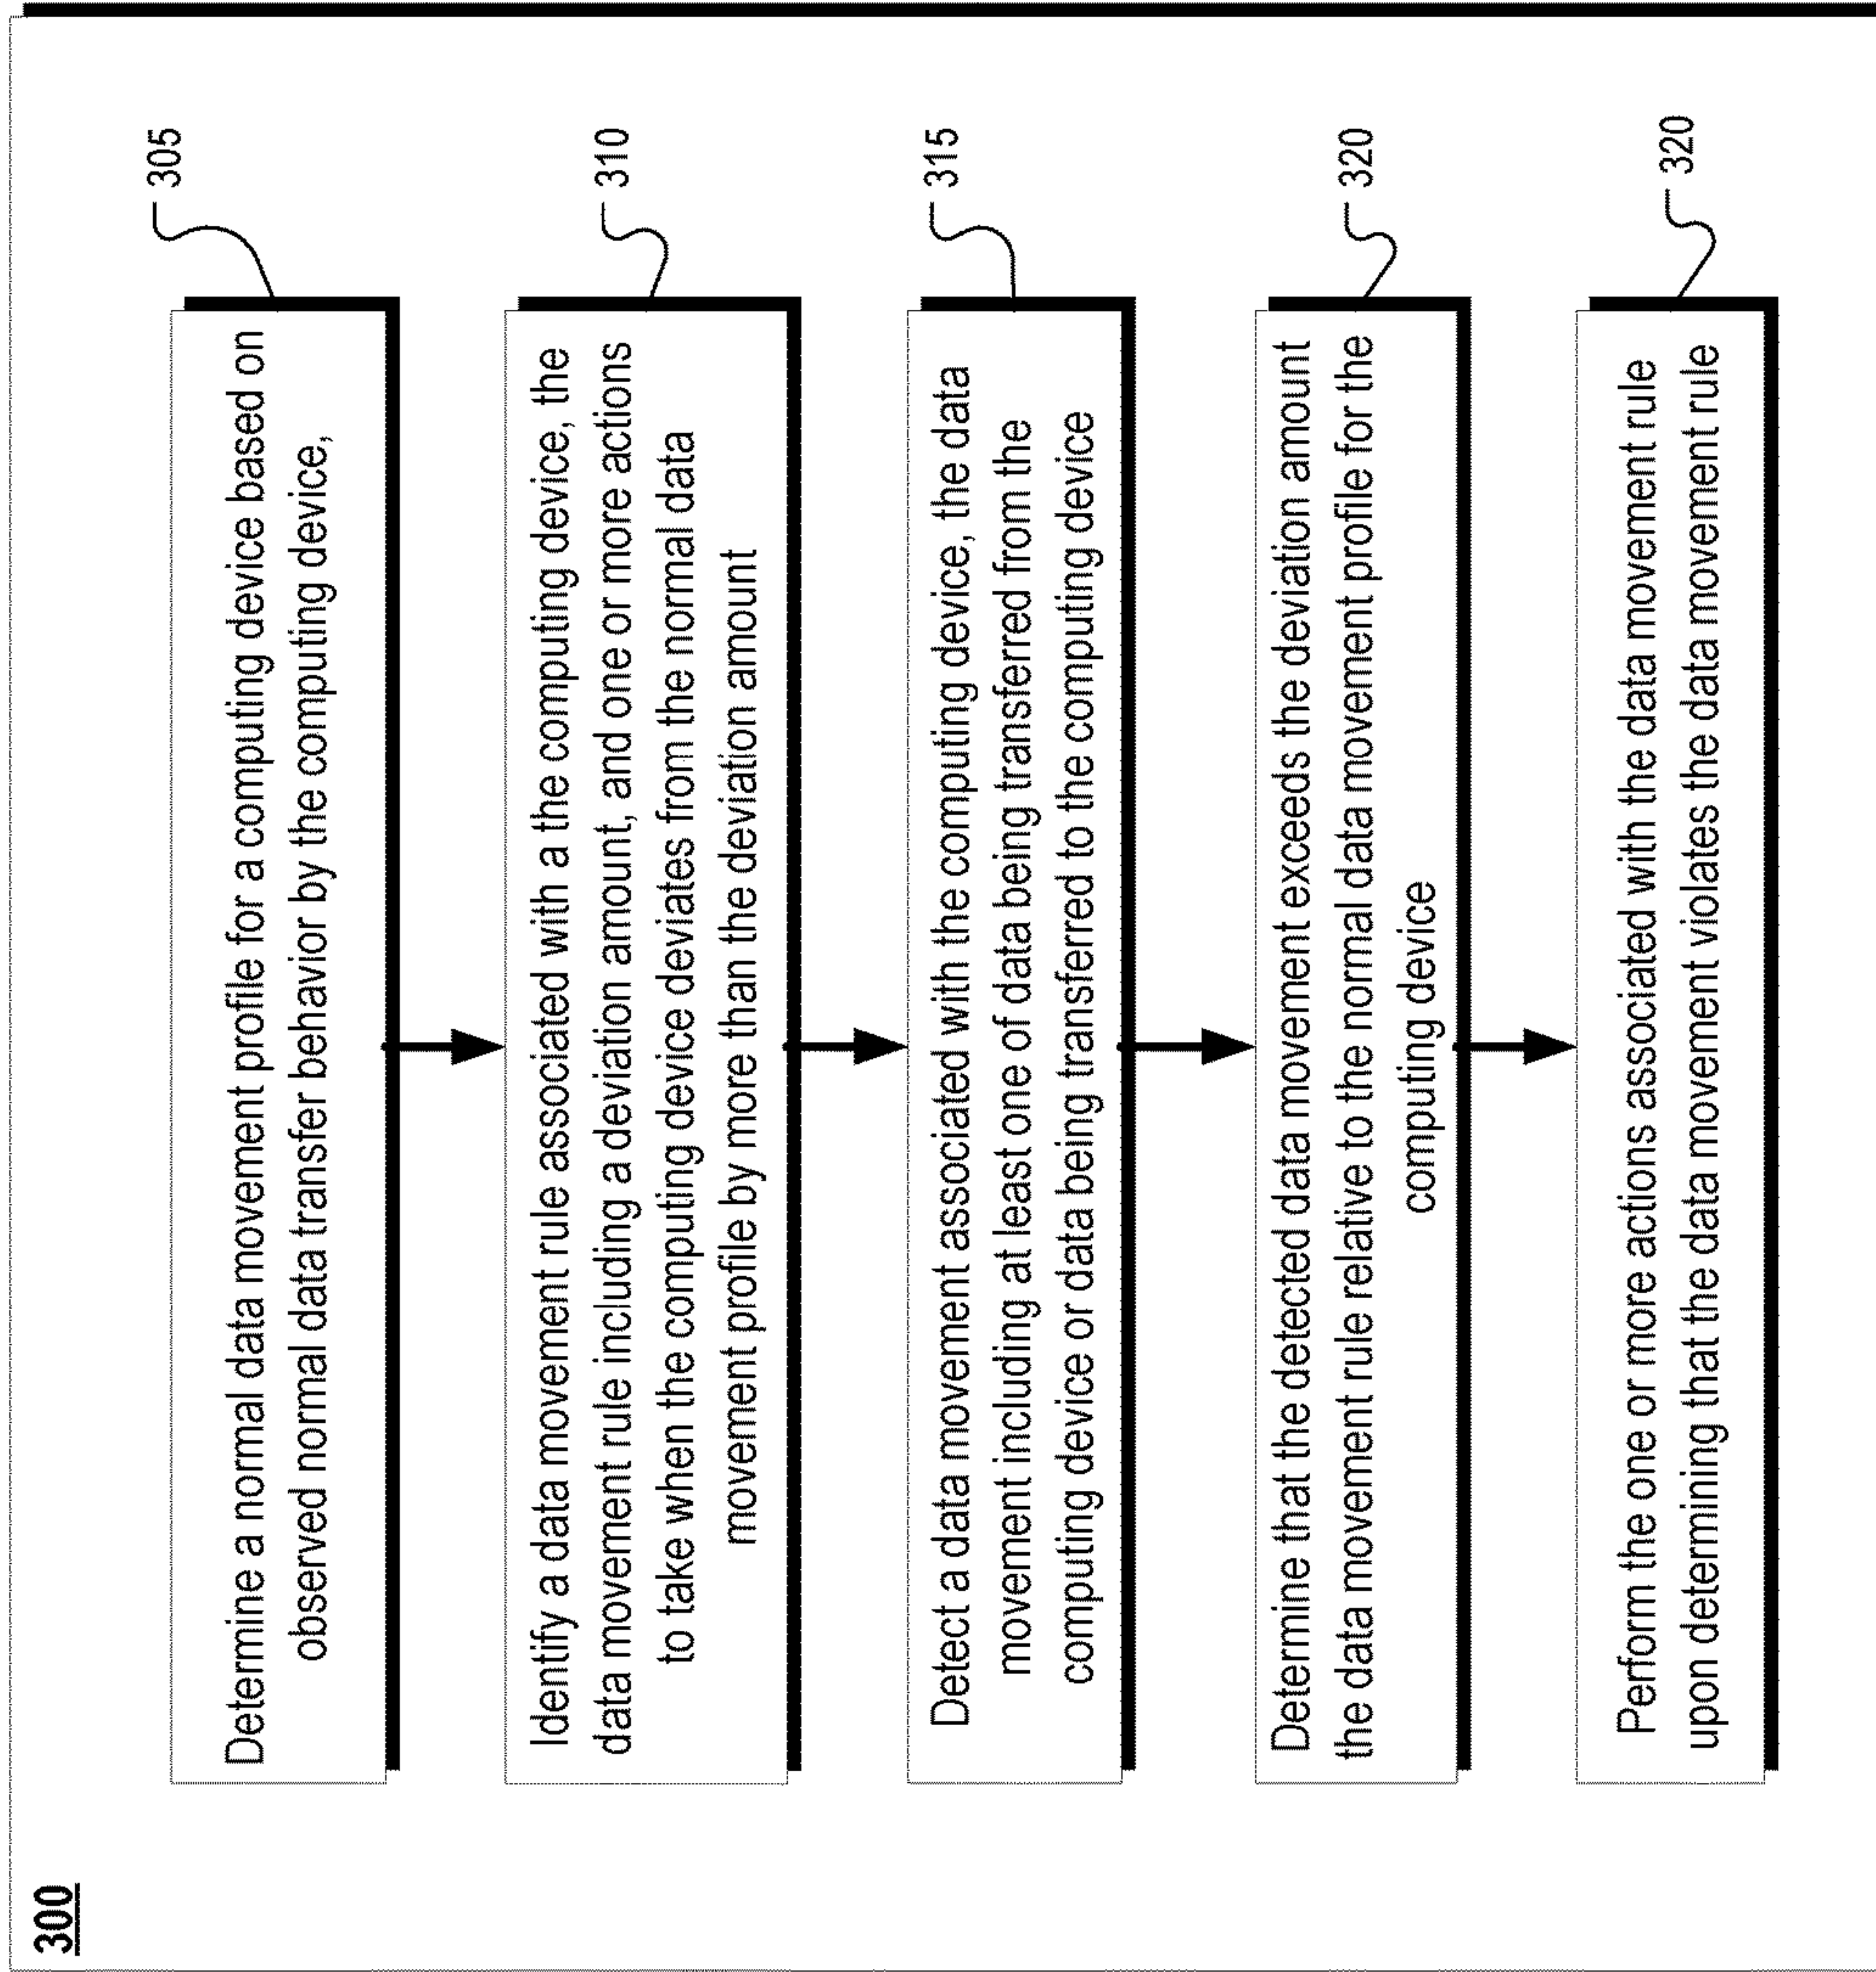 300
Determine a normal data movement profile for a computing device based on
observed normal data transfer behavior by the computing device,
305
Identify a data movement rule associated with a the computing device, the
data movement rule including a deviation amount, and one or more actions
to take when the computing device deviates from the normal data
movement profile by more than the deviation amount
310
Detect a data movement associated with the computing device, the data
movement including at least one of data being transferred from the
computing device or data being transferred to the computing device
315
Determine that the detected data movement exceeds the deviation amount
the data movement rule relative to the normal data movement profile for the
computing device
320
Perform the one or more actions associated with the data movement rule
upon determining that the data movement violates the data movement rule
320